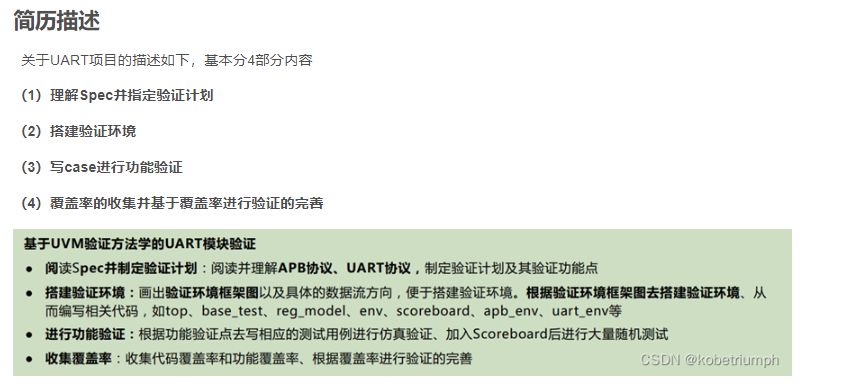 简历描述
关于UART项目的描述如下，基本分4部分内容
（1）理解Spec并指定验证计划
（2）搭建验证环境
（3）写case进行功能验证
（4）覆盖率的收集并基于覆盖率进行验证的完善
基于UVM验证方法学的UART模块验证
● 阅读Spec并制定验证计划：阅读并理解APB协议、UART协议，制定验证计划及其验证功能点
● 搭建验证环境：画出验证环境框架图以及具体的数据流方向，便于搭建验证环境。根据验证环境框架图去搭建验证环境、从
而编写相关代码，如top、base_test、reg_model、env、scoreboard、apb_env、uart_env等
● 进行功能验证：根据功能验证点去写相应的测试用例进行仿真验证、加入Scoreboard后进行大量随机测试
● 收集覆盖率：收集代码覆盖率和功能覆盖率、根据覆盖率进行验证的完善
CSDN @kobetriumph